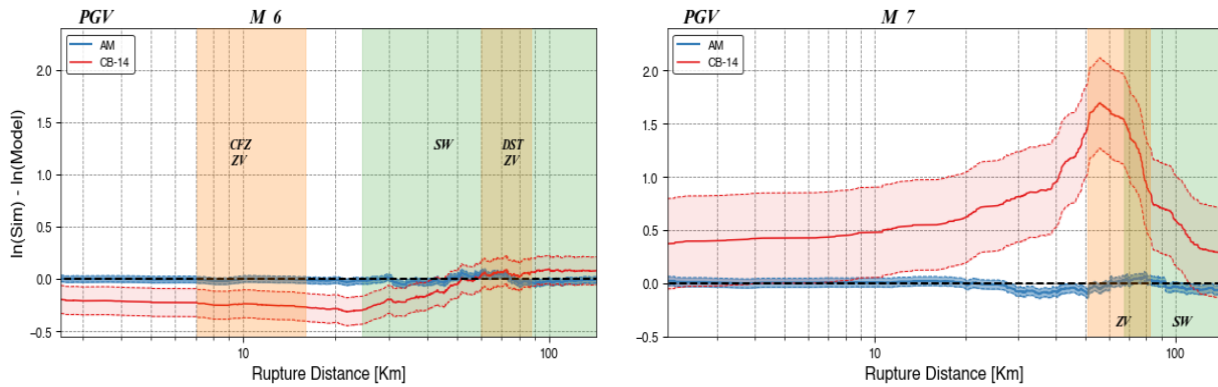 PGV M 6
AM
CB-14
2.0
1.5
1.0
0.5
0.0
-0.5
CFZ
ZV
SW
DST
ZV
10
100
ln(Sim) - ln(Model)
Rupture Distance [Km]
PGV M 7
AM
CB-14
2.0
1.5
1.0
0.5
0.0
-0.5
ZV
SW
10
100
Rupture Distance [Km]